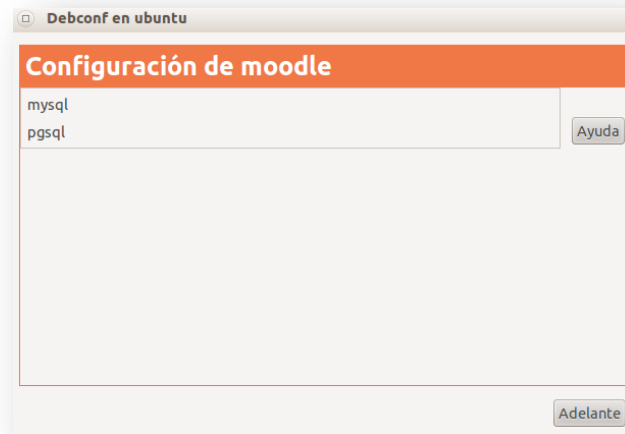 Debconf en ubuntu
Configuración de moodle
mysql
pgsql
Ayuda
Adelante